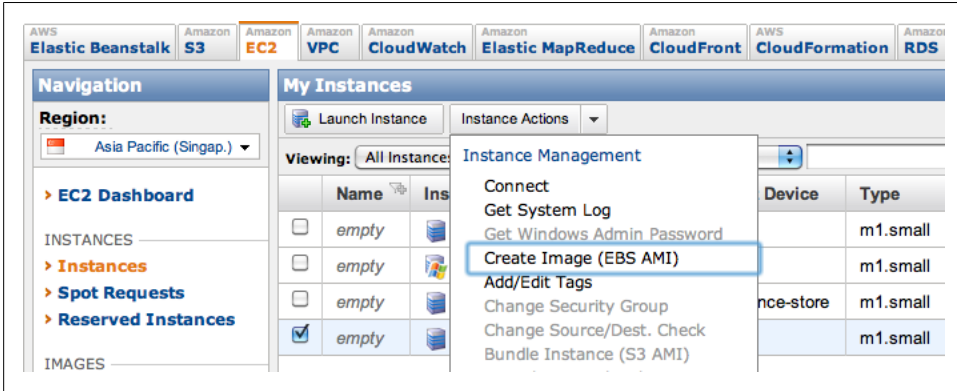 AWS Amazon Amazon Amazon Amazon Amazon Amazon AWS
Elastic Beanstalk S3 EC2 VPC CloudWatch Elastic MapReduce CloudFront CloudFormation RDS
Navigation
Region:
Asia Pacific (Singap.)
EC2 Dashboard
INSTANCES
Instances
Spot Requests
Reserved Instances
IMAGES
My Instances
Launch Instance Instance Actions
Viewing: All Instance
Name Ins Device Type
empty m1.small
empty m1.small
empty nce-store m1.small
empty m1.small
Instance Management
Connect
Get System Log
Get Windows Admin Password
Create Image (EBS AMI)
Add/Edit Tags
Change Security Group
Change Source/Dest. Check
Bundle Instance (S3 AMI)